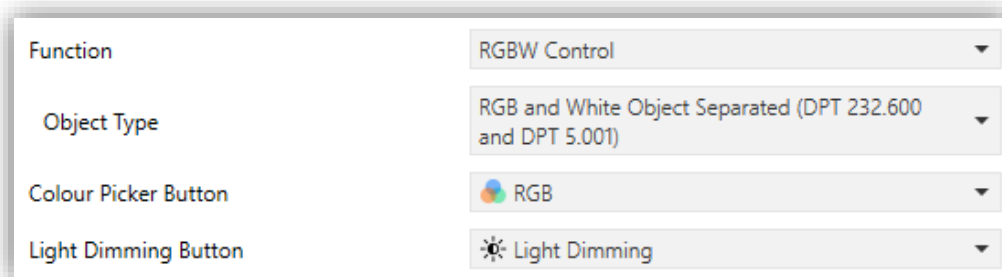 Function RGBW Control
Object Type RGB and White Object Separated (DPT 232.600
and DPT 5.001)
Colour Picker Button RGB
Light Dimming Button Light Dimming